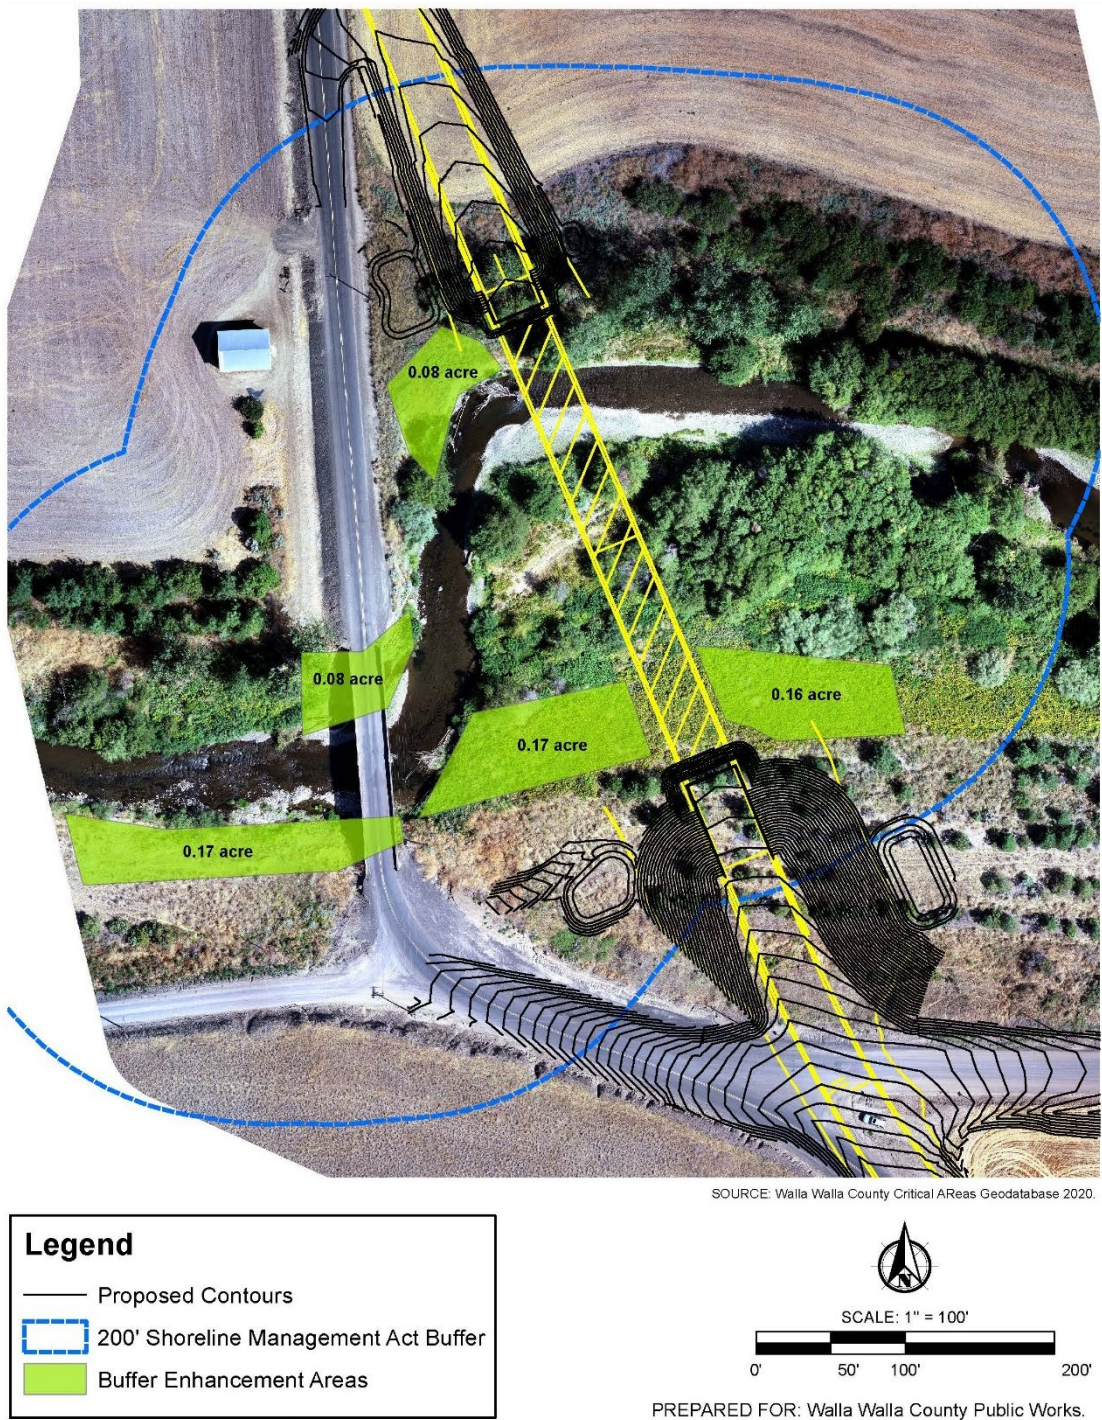 0.08 acre
0.08 acre
0.16 acre
0.17 acre
0.17 acre
SOURCE: Walla Walla County Critical AReas Geodatabase 2020.
Legend
Proposed Contours
200' Shoreline Management Act Buffer
Buffer Enhancement Areas
N
SCALE: 1" = 100'
0' 50' 100' 200'
PREPARED FOR: Walla Walla County Public Works.